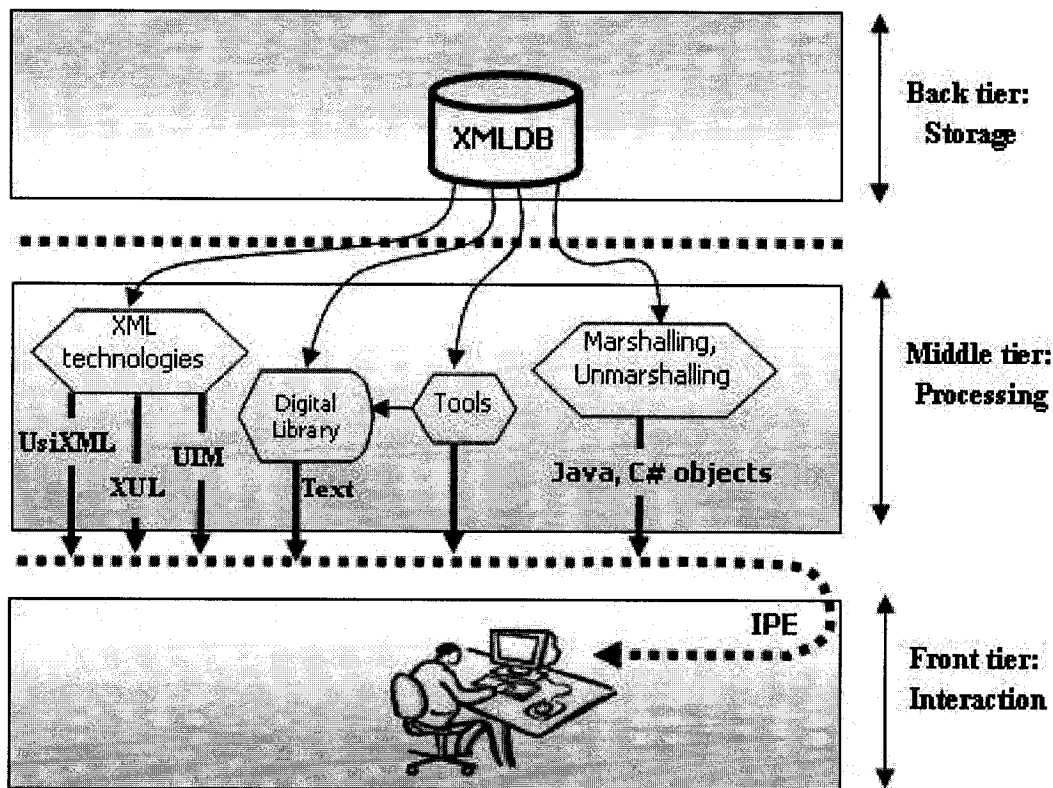 XMLDB
Back tier:
Storage
XML
technologies
Digital
Library
Tools
Marshalling,
Unmarshalling
Middle tier:
Processing
UsiXML
XUL
UIM
Text
Java, C# objects
IPE
Front tier:
Interaction